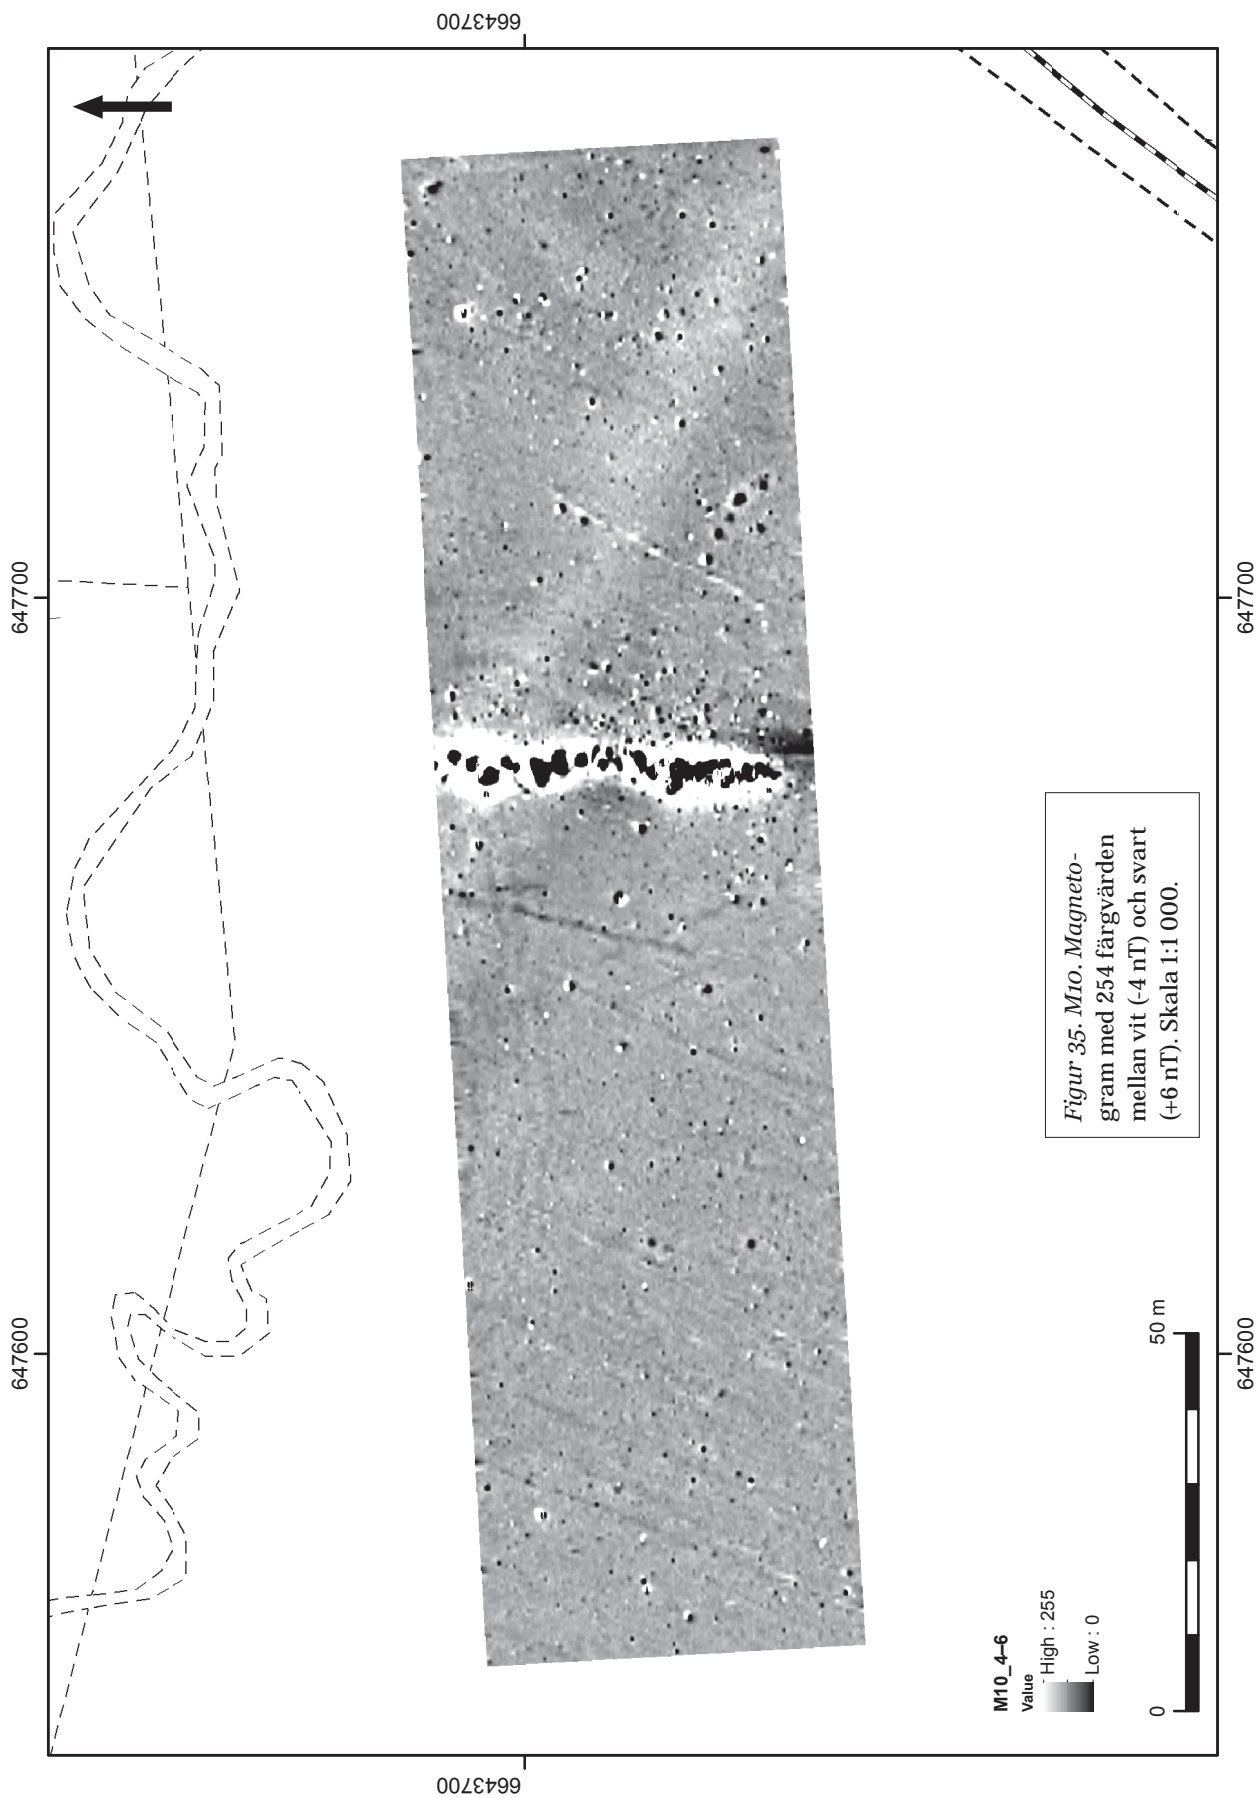 6643700
647700
647700
647600
647600
6643700
Figur 35. M10. Magneto-
gram med 254 färgvärden
mellan vit (-4 nT) och svart
(+6 nT). Skala 1:1 000.
M10_4–6
Value
High : 255
Low : 0
0
50 m